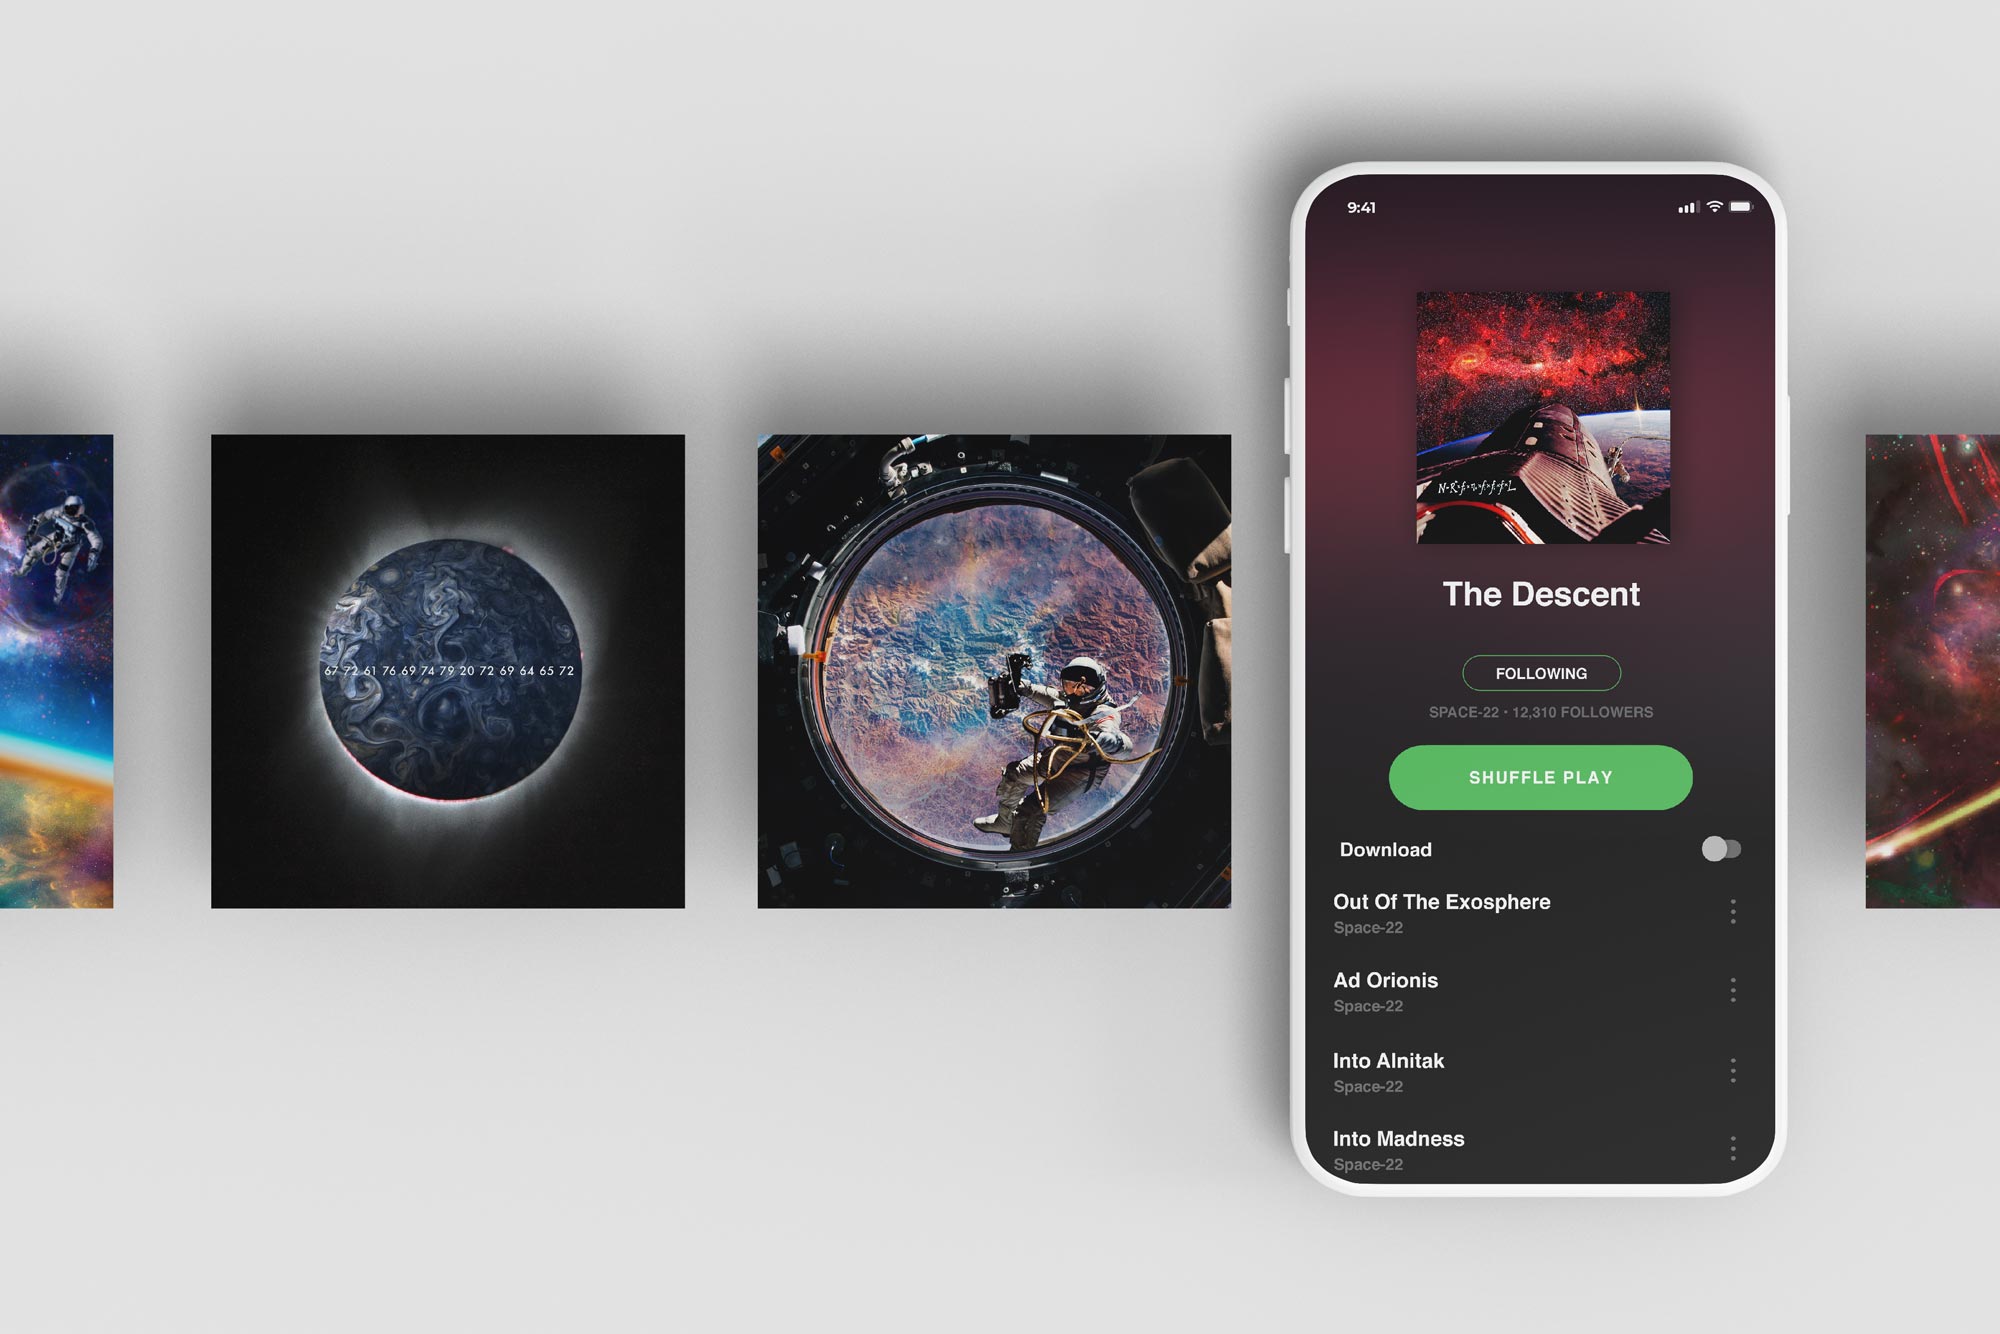 67 72 61 76 69 74 79 20 72 69 64 65 72
9:41
The Descent
FOLLOWING
SPACE-22 • 12,310 FOLLOWERS
SHUFFLE PLAY
Download
Out Of The Exosphere
Space-22
Ad Orionis
Space-22
Into Alnitak
Space-22
Into Madness
Space-22